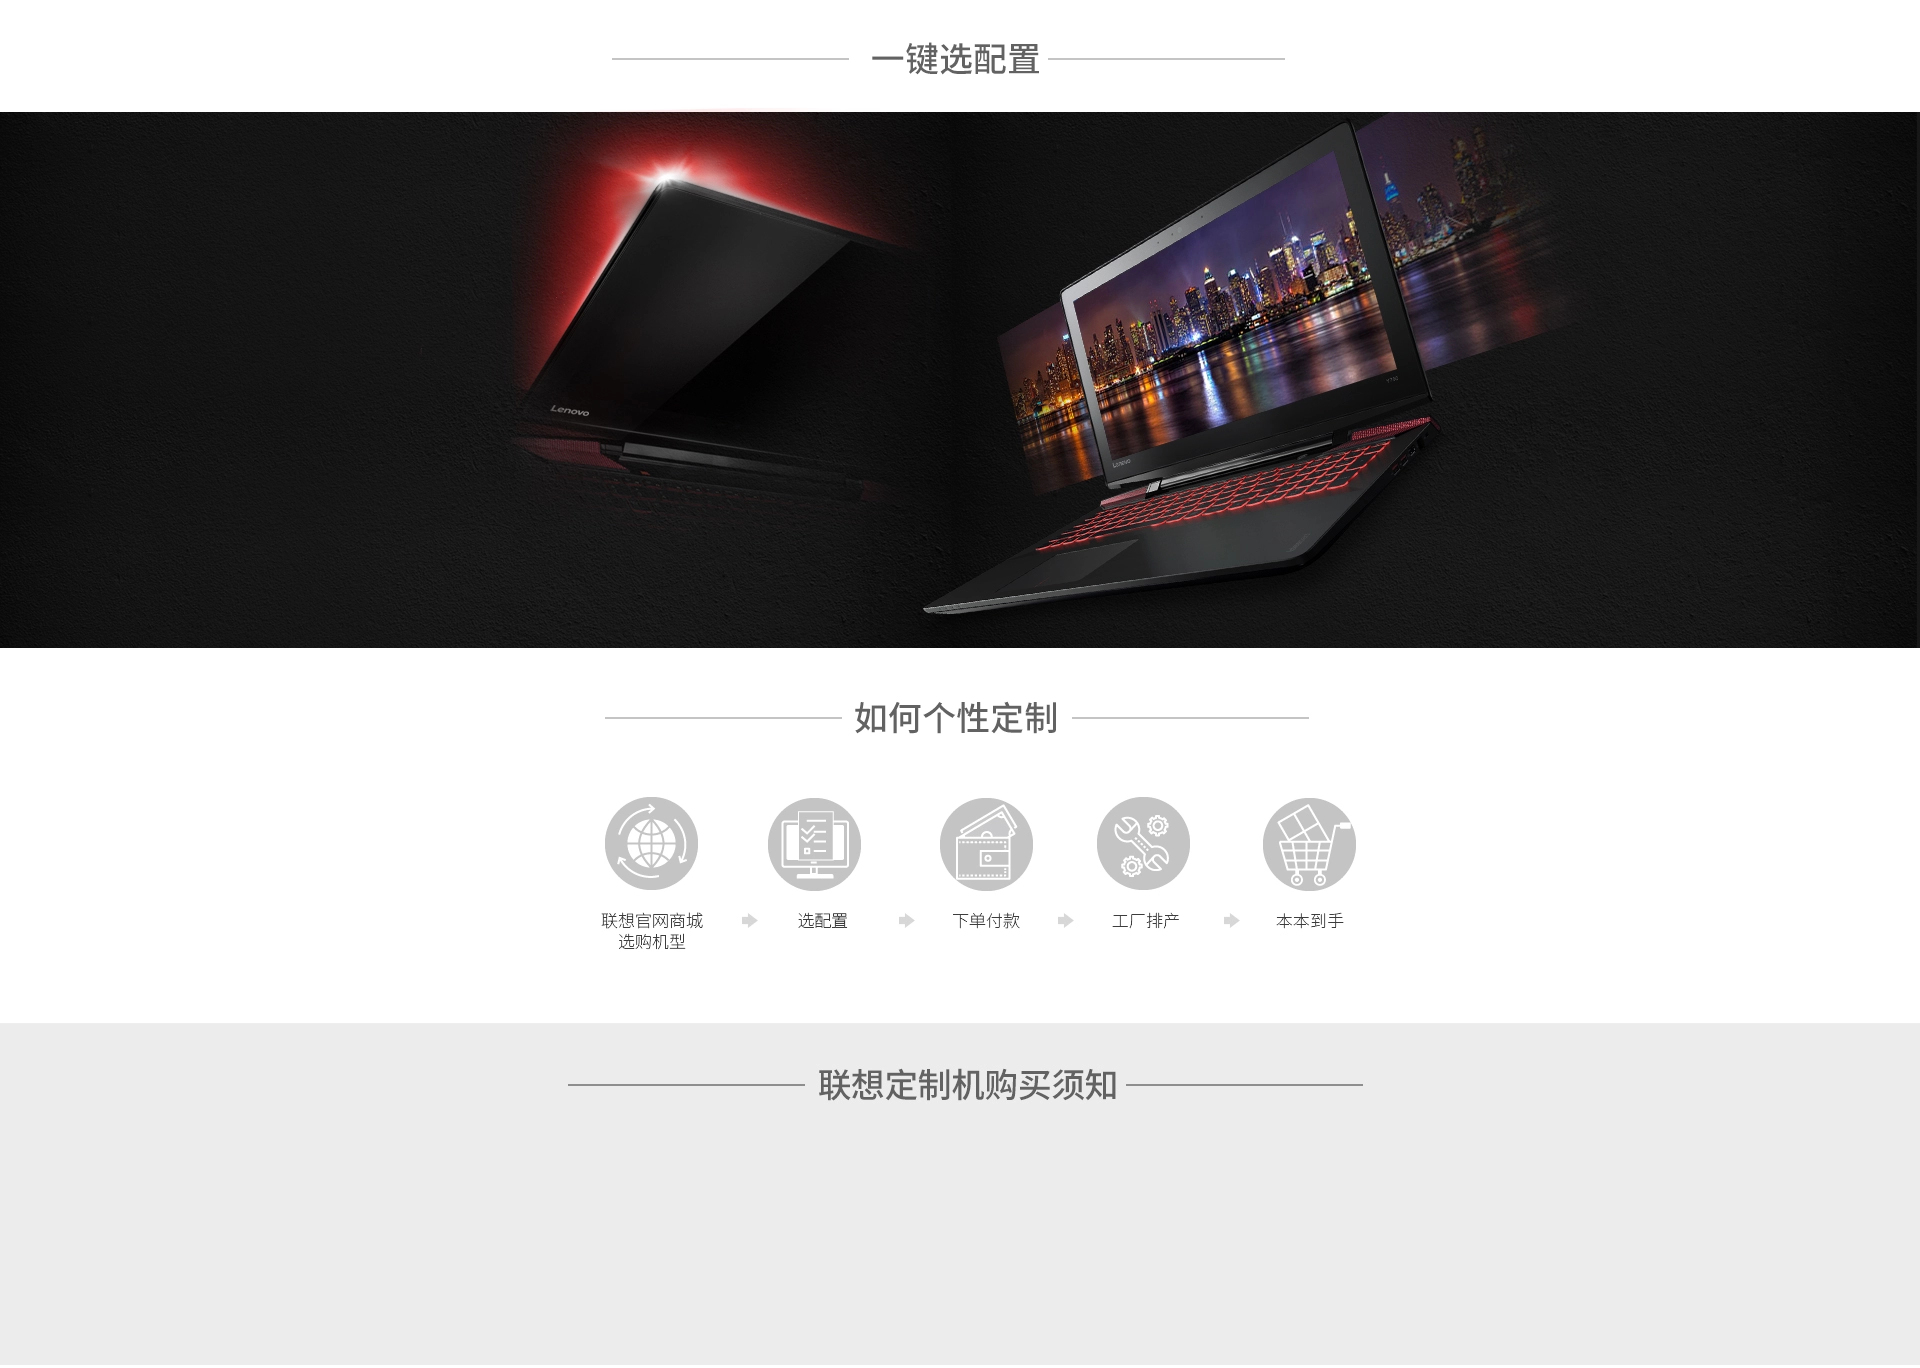 一键选配置
Lenovo
Lenovo
如何个性定制
联想官网商城
选购机型
选配置
下单付款
工厂排产
本本到手
联想定制机购买须知